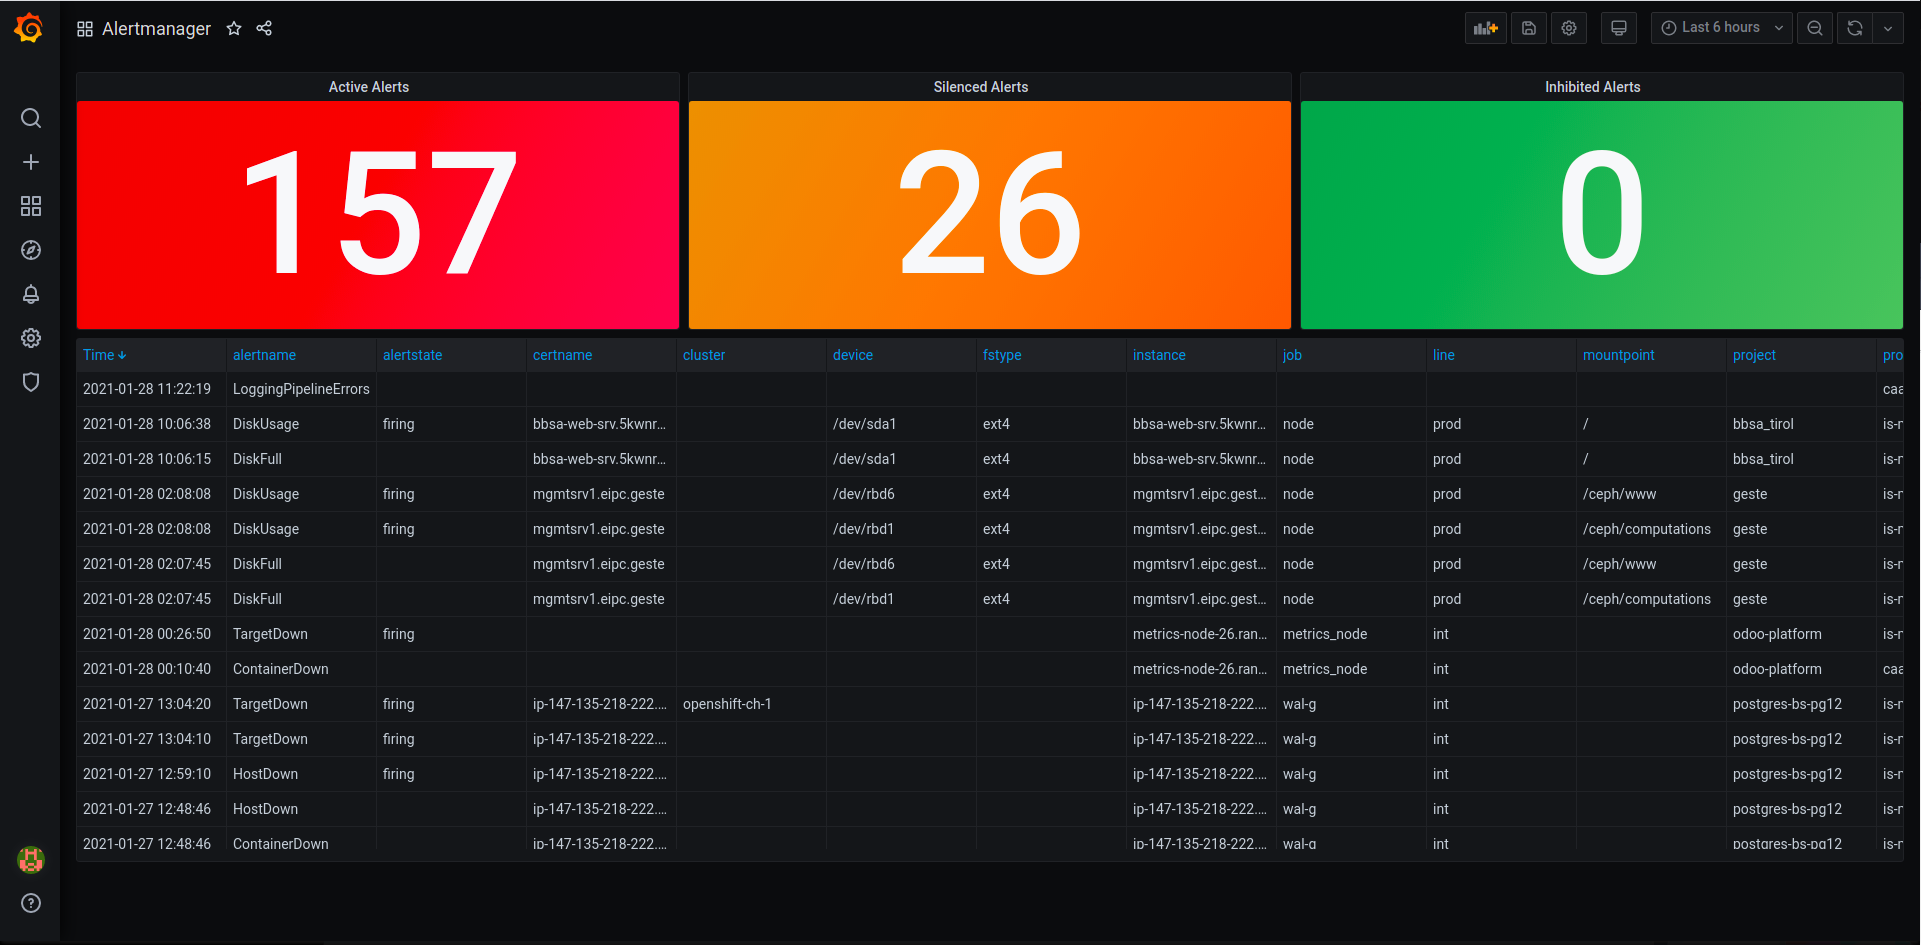 Alertmanager
Last 6 hours
Active Alerts Silenced Alerts Inhibited Alerts
157 26 0
Time alertname alertstate certname cluster device fstype instance job line mountpoint project pro
2021-01-28 11:22:19 LoggingPipelineErrors caa
2021-01-28 10:06:38 DiskUsage firing bbsa-web-srv.5kwnr... /dev/sda1 ext4 bbsa-web-srv.5kwnr... node prod / bbsa_tirol
2021-01-28 10:06:15 DiskFull bbsa-web-srv.5kwnr... /dev/sda1 ext4 bbsa-web-srv.5kwnr... node prod / bbsa_tirol
2021-01-28 02:08:08 DiskUsage firing mgmtsrv1.eipc.geste /dev/rbd6 ext4 mgmtsrv1.eipc.gest... node prod /ceph/www geste
2021-01-28 02:08:08 DiskUsage firing mgmtsrv1.eipc.geste /dev/rbd1 ext4 mgmtsrv1.eipc.gest... node prod /ceph/computations geste
2021-01-28 02:07:45 DiskFull mgmtsrv1.eipc.geste /dev/rbd6 ext4 mgmtsrv1.eipc.gest... node prod /ceph/www geste
2021-01-28 02:07:45 DiskFull mgmtsrv1.eipc.geste /dev/rbd1 ext4 mgmtsrv1.eipc.gest... node prod /ceph/computations geste
2021-01-28 00:26:50 TargetDown firing metrics-node-26.ran... metrics_node int odoo-platform
2021-01-28 00:10:40 ContainerDown metrics-node-26.ran... metrics_node int odoo-platform caa
2021-01-27 13:04:20 TargetDown firing ip-147-135-218-222.... openshift-ch-1 ip-147-135-218-222.... wal-g int postgres-bs-pg12
2021-01-27 13:04:10 TargetDown firing ip-147-135-218-222.... ip-147-135-218-222.... wal-g int postgres-bs-pg12
2021-01-27 12:59:10 HostDown firing ip-147-135-218-222.... ip-147-135-218-222.... wal-g int postgres-bs-pg12
2021-01-27 12:48:46 HostDown ip-147-135-218-222.... ip-147-135-218-222.... wal-g int postgres-bs-pg12
2021-01-27 12:48:46 ContainerDown ip-147-135-218-222.... ip-147-135-218-222.... wal-g int postgres-bs-pg12